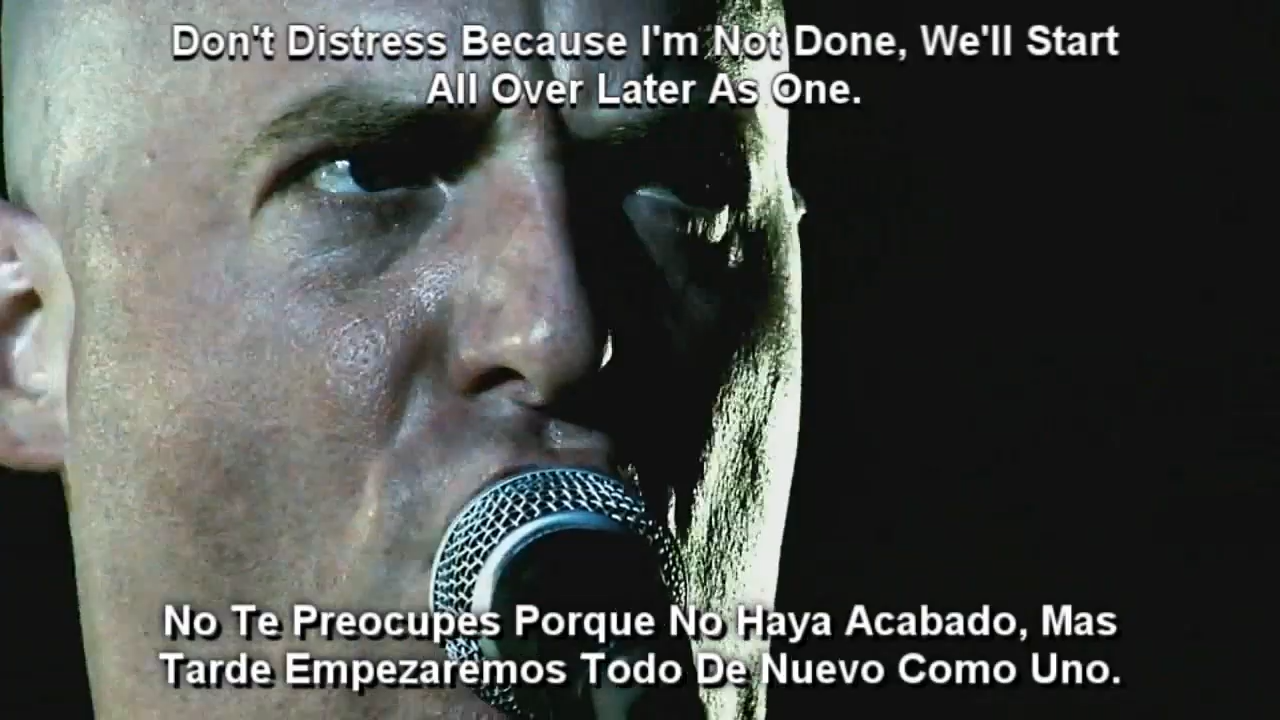 Don't Distress Because I'm Not Done, We'll Start
All Over Later As One.
No Te Preocupes Porque No Haya Acabado, Mas
Tarde Empezaremos Todo De Nuevo Como Uno.